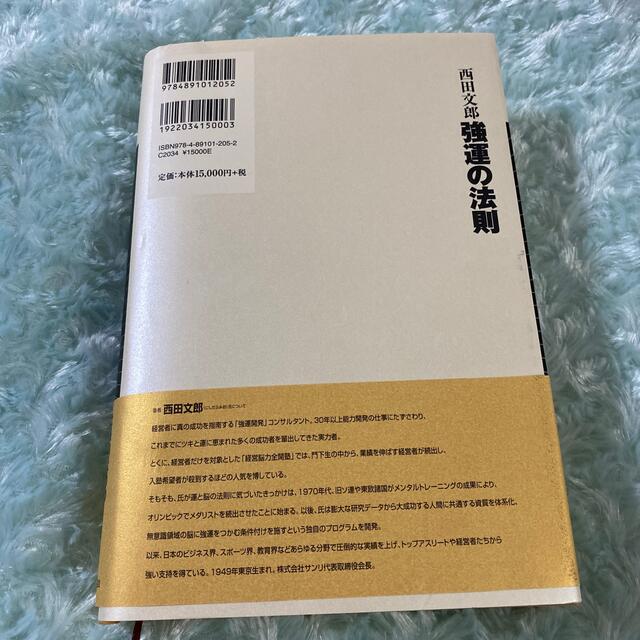 9784891012052
1922034150003
ISBN978-4-89101-205-2
C2034 ¥15000E
定価：本体15,000円+税
西田文郎
強運の法則
著者 西田文郎(にしだふみお)氏について
経営者に真の成功を指南する「強運開発」コンサルタント。30年以上能力開発の仕事にたずさわり、
これまでにツキと運に恵まれた多くの成功者を輩出してきた実力者。
とくに、経営者だけを対象とした「経営脳力全開塾」では、門下生の中から、業績を伸ばす経営者が続出し、
入塾希望者が殺到するほどの人気を博している。
そもそも、氏が運と脳の法則に気づいたきっかけは、1970年代、旧ソ連や東欧諸国がメンタルトレーニングの成果により、
オリンピックでメダリストを続出させたことに始まる。以後、氏は膨大な研究データから大成功する人間に共通する資質を体系化、
無意識領域の脳に強運をつかむ条件付けを施すという独自のプログラムを開発。
以来、日本のビジネス界、スポーツ界、教育界などあらゆる分野で圧倒的な実績を上げ、トップアスリートや経営者たちから
強い支持を得ている。1949年東京生まれ。株式会社サンリ代表取締役会長。